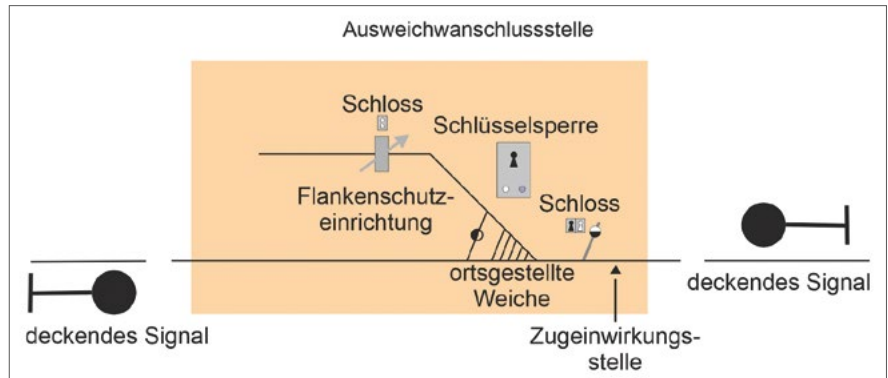 Ausweichwanschlussstelle
Schloss
Schlüsselsperre
Flankenschutz-
einrichtung
Schloss
ortsgestellte
Weiche
deckendes Signal
deckendes Signal
Zugeinwirkungs-
stelle